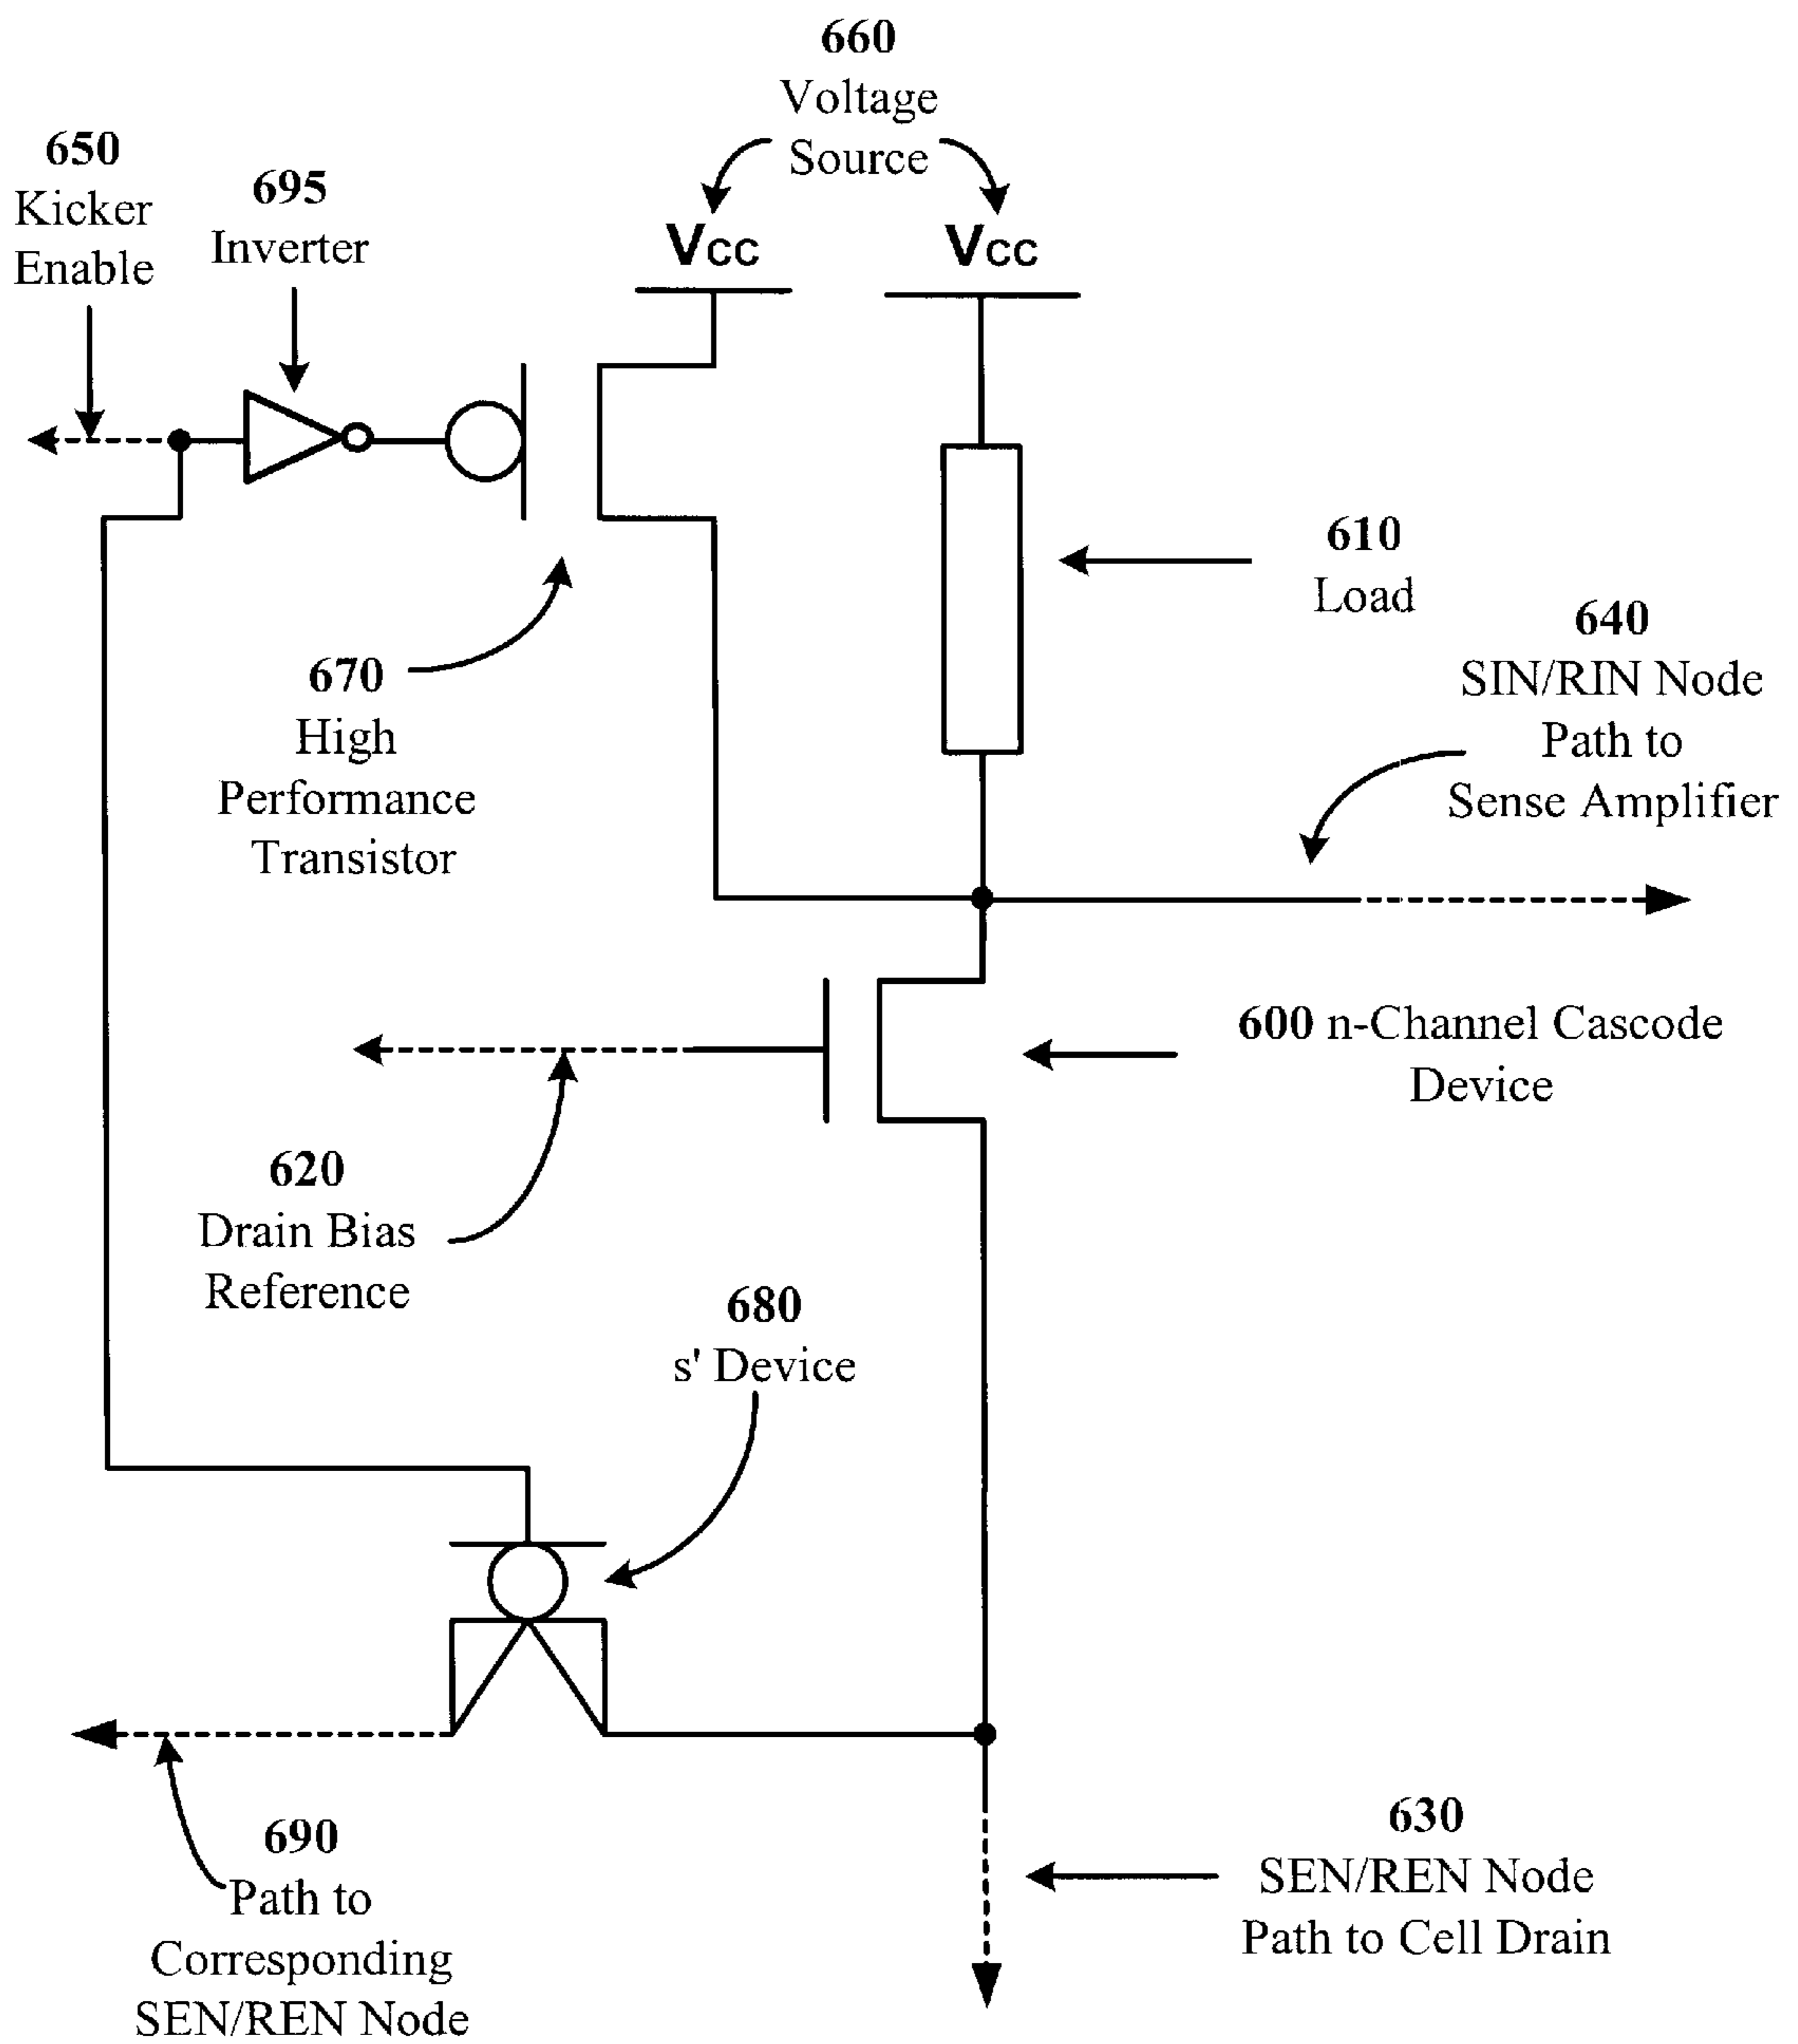 660
Voltage
Source
650
Kicker
Enable
695
Inverter
Vcc
Vcc
610
Load
640
SIN/RIN Node
Path to
Sense Amplifier
670
High
Performance
Transistor
600 n-Channel Cascode
Device
620
Drain Bias
Reference
680
s' Device
690
Path to
Corresponding
SEN/REN Node
630
SEN/REN Node
Path to Cell Drain